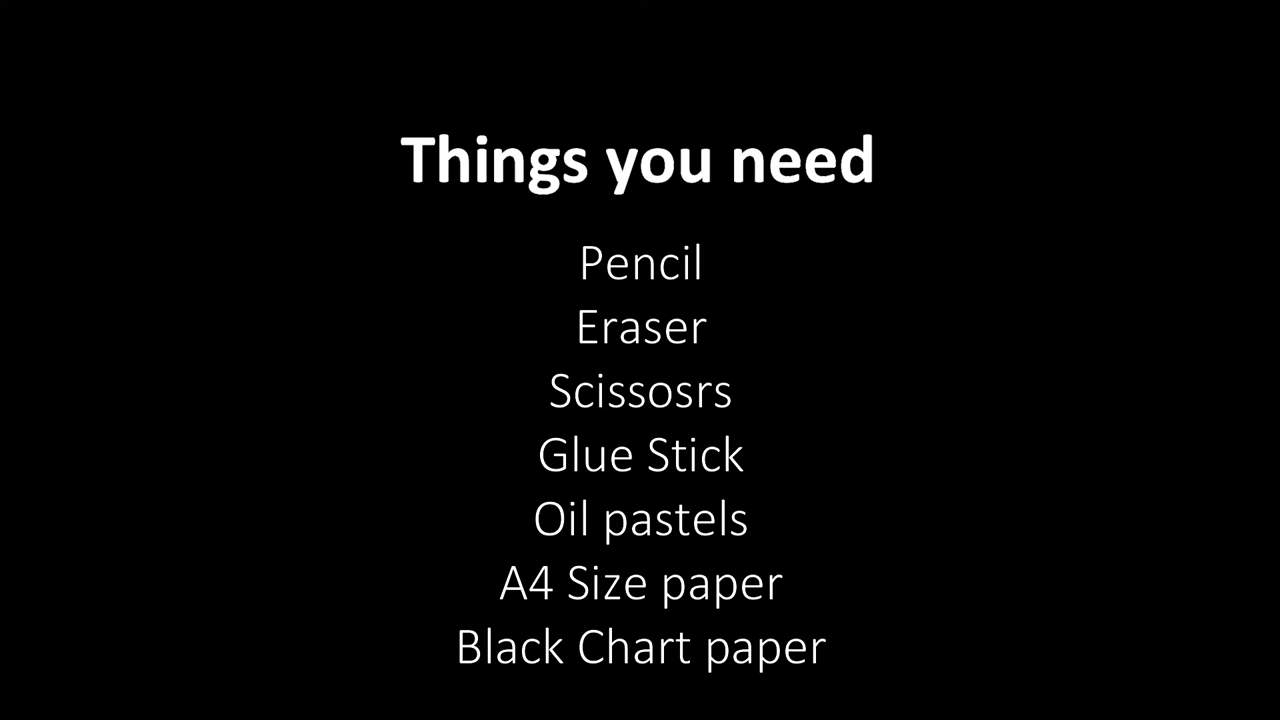 Things you need
Pencil
Eraser
Scissosrs
Glue Stick
Oil pastels
A4 Size paper
Black Chart paper